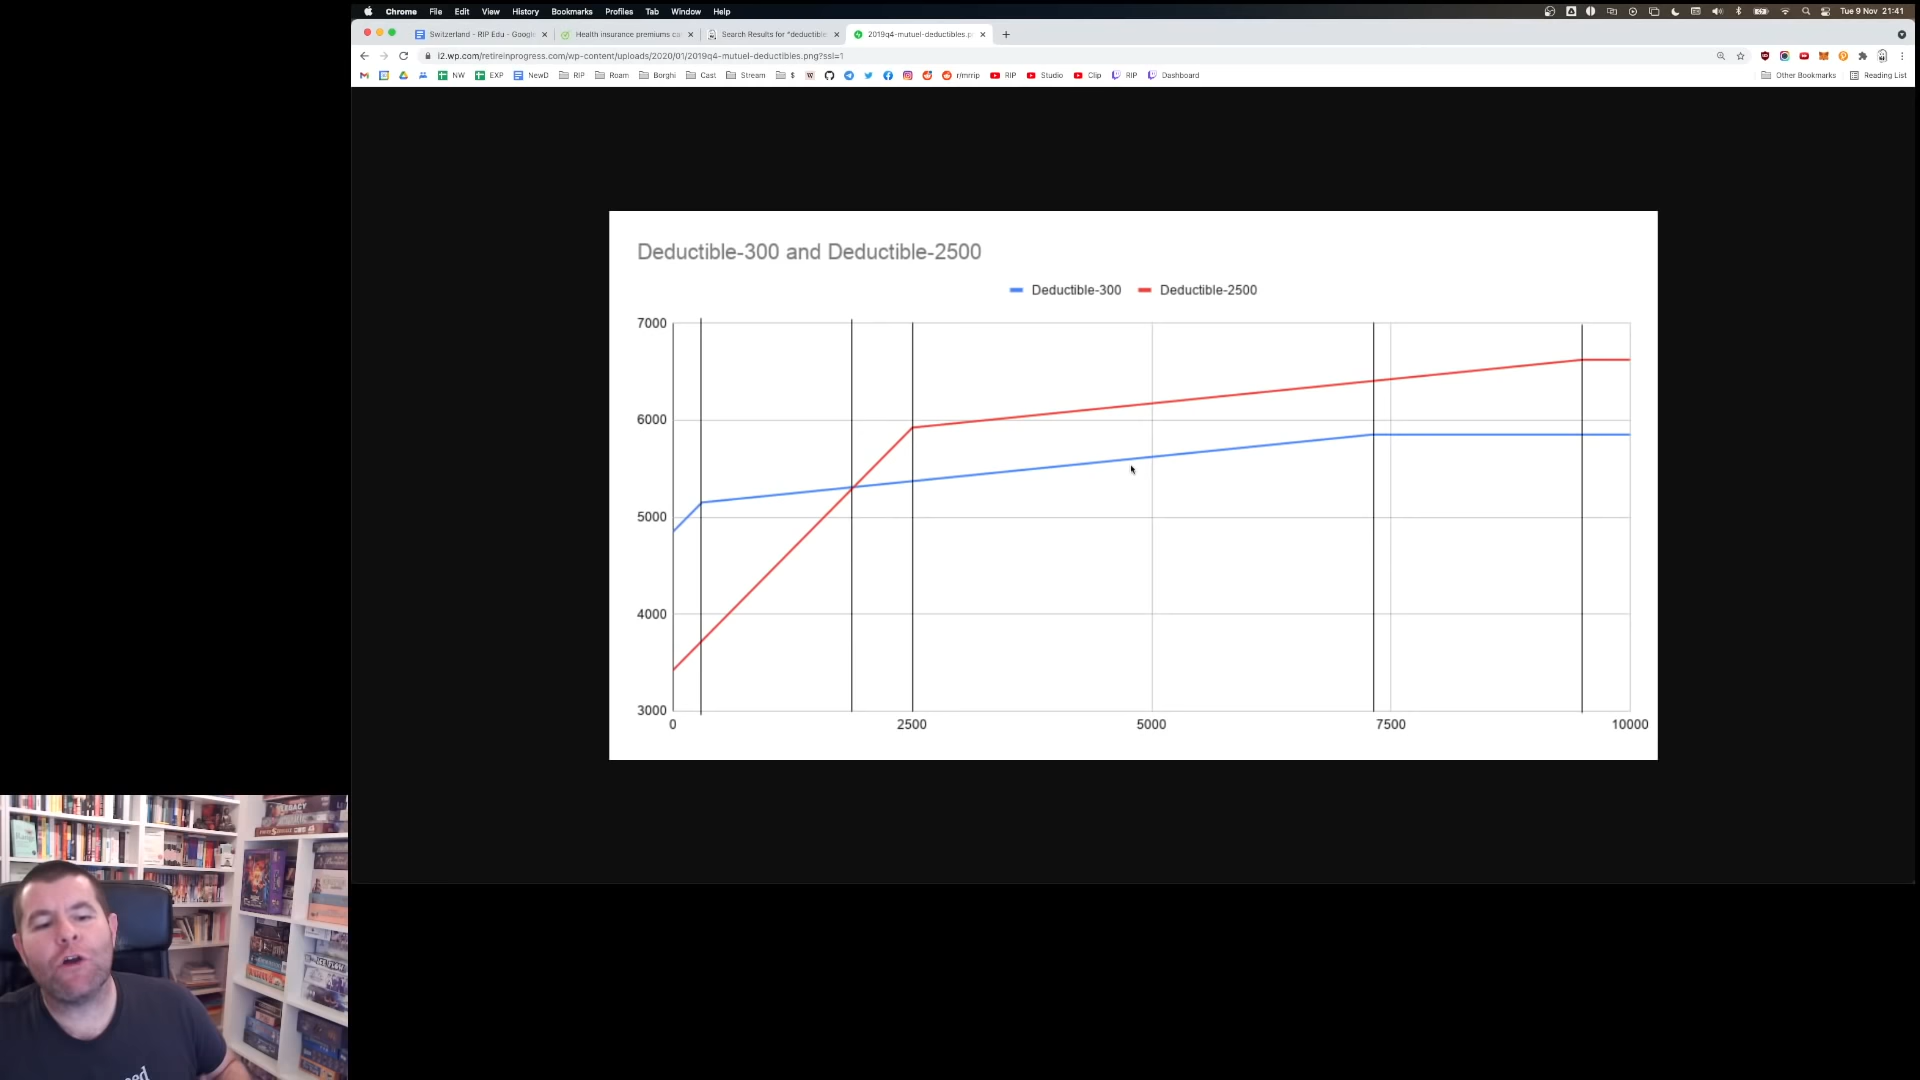 Chrome File Edit View History Bookmarks Profiles Tab Window Help Tue 9 Nov 21:41
Switzerland - RIP Edu - Google Health insurance premiums ca Search Results for "deductible 2019q4-mutuel-deductibles.p
i2.wp.com/retireinprogress.com/wp-content/uploads/2020/01/2019q4-mutuel-deductibles.png?ssl=1
NW EXP NewD RIP Roam Borghi Cast Stream $ r/mrrip RIP Studio Clip RIP Dashboard Other Bookmarks Reading List
Deductible-300 and Deductible-2500
Deductible-300 Deductible-2500
7000
6000
5000
4000
3000
0 2500 5000 7500 10000
LEGACY